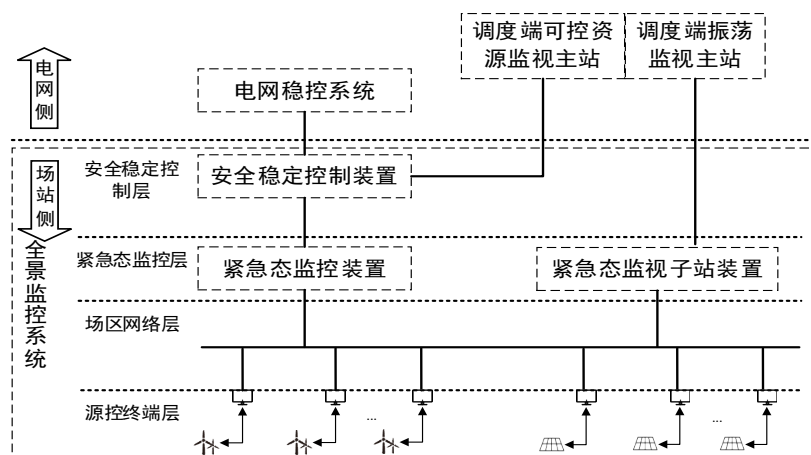 调度端可控资
源监视主站
调度端振荡
监视主站
电网侧
电网稳控系统
场站侧
安全稳定控
制层
安全稳定控制装置
全景监控系统
紧急态监控层
紧急态监控装置
紧急态监视子站装置
场区网络层
源控终端层
...
...